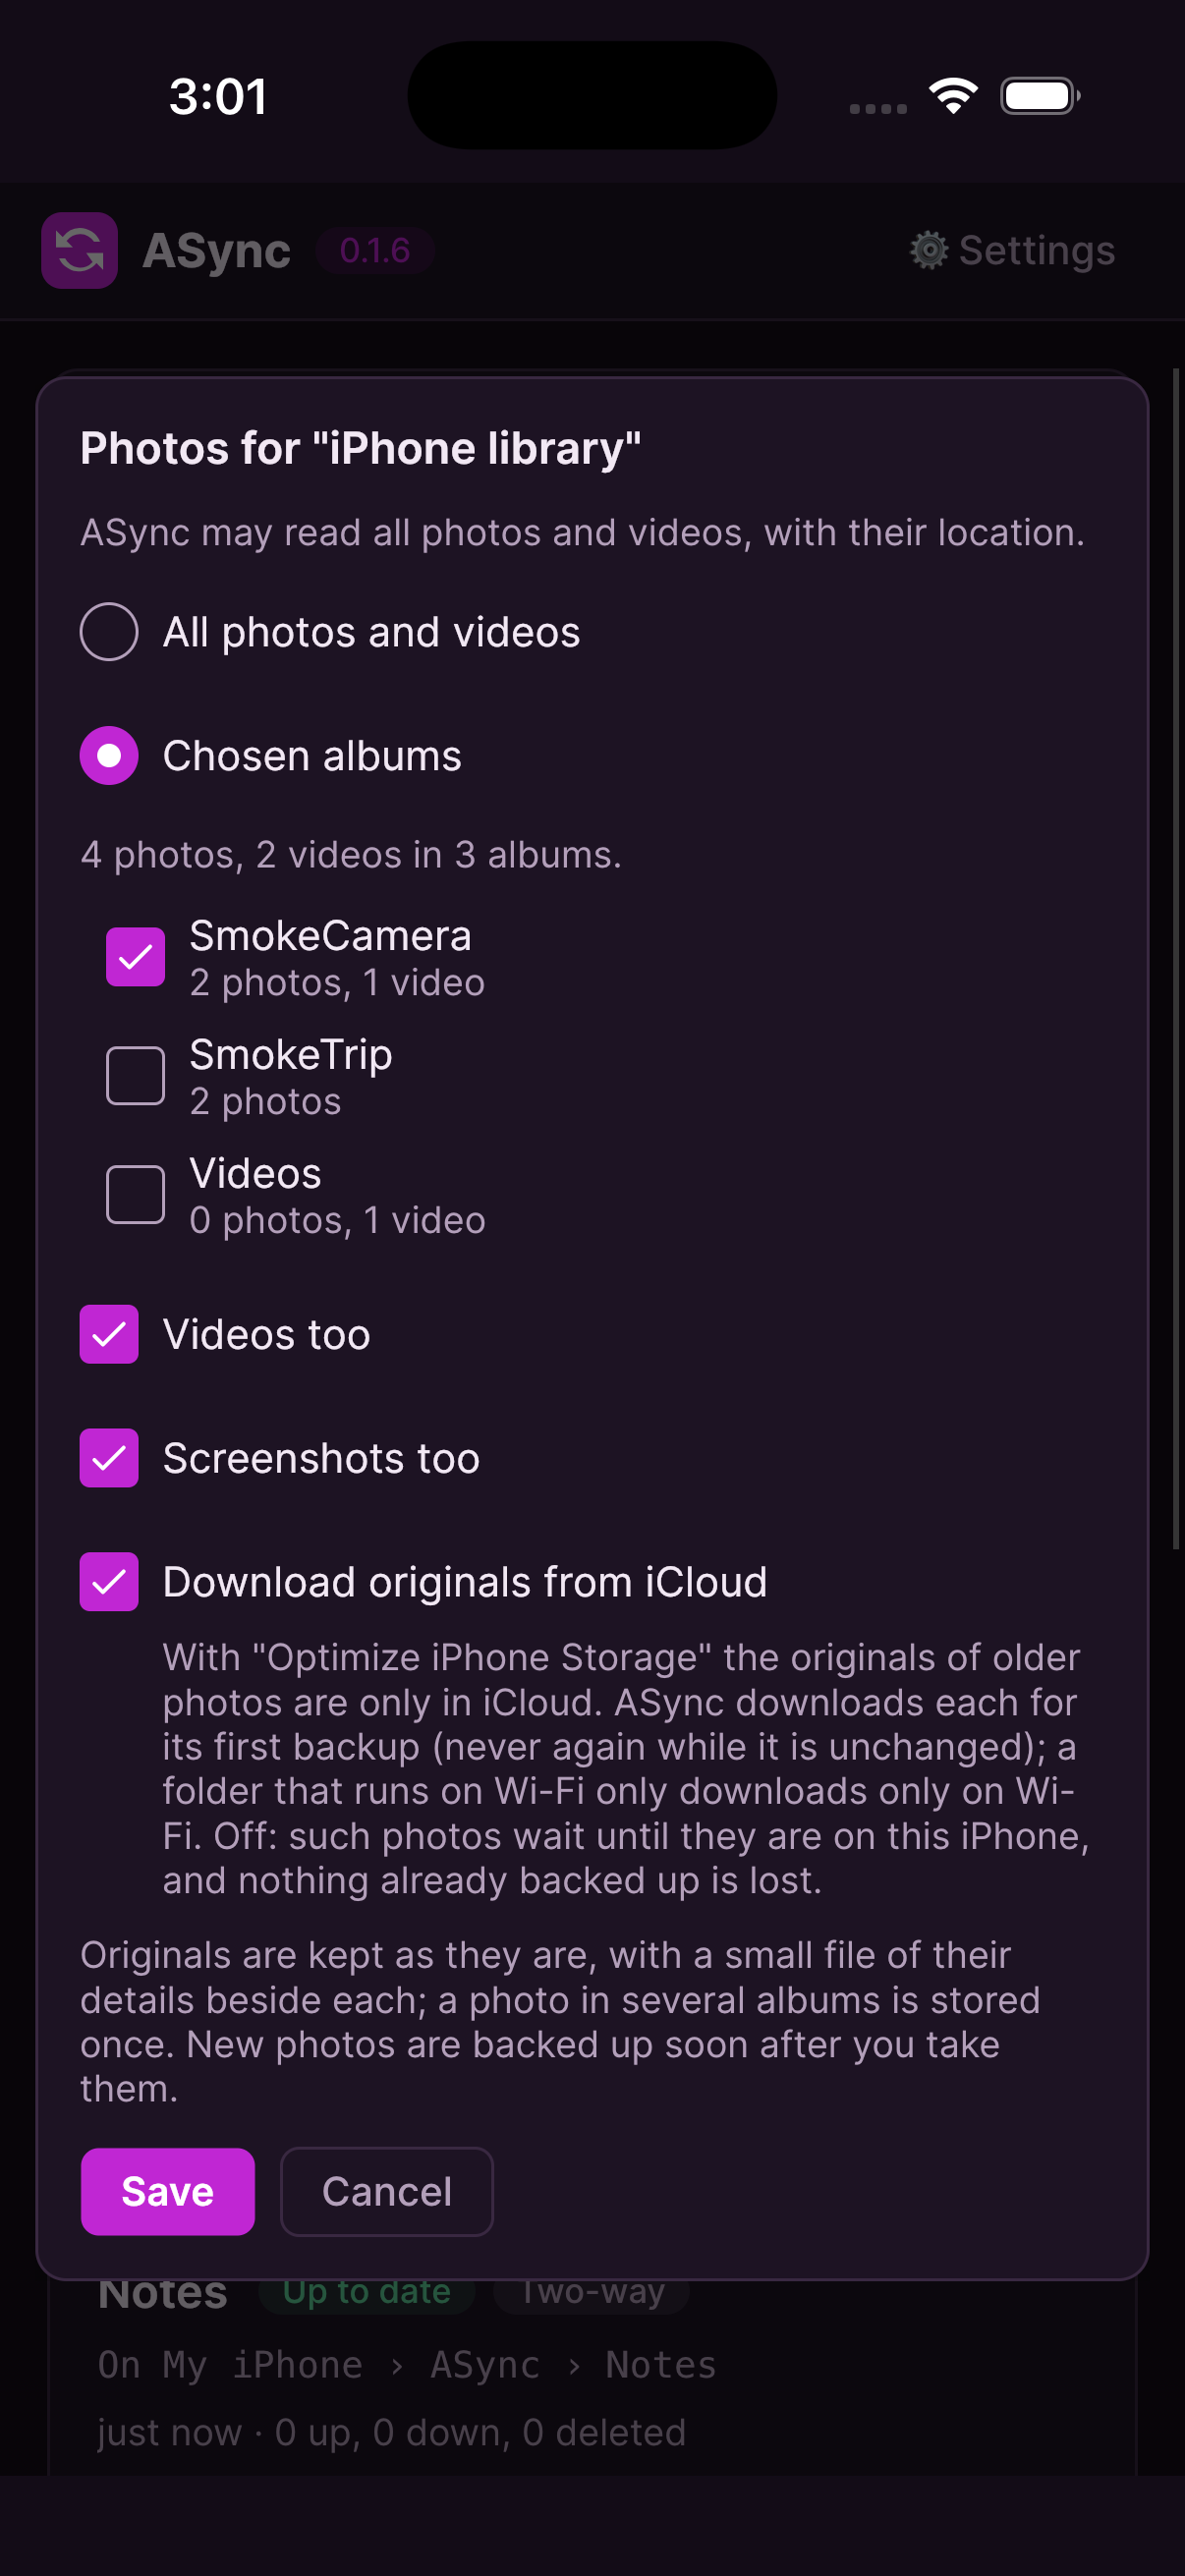 3:01
ASync 0.1.6 Settings
Photos for "iPhone library"
ASync may read all photos and videos, with their location.
All photos and videos
Chosen albums
4 photos, 2 videos in 3 albums.
SmokeCamera
2 photos, 1 video
SmokeTrip
2 photos
Videos
0 photos, 1 video
Videos too
Screenshots too
Download originals from iCloud
With "Optimize iPhone Storage" the originals of older
photos are only in iCloud. ASync downloads each for
its first backup (never again while it is unchanged); a
folder that runs on Wi-Fi only downloads only on Wi-
Fi. Off: such photos wait until they are on this iPhone,
and nothing already backed up is lost.
Originals are kept as they are, with a small file of their
details beside each; a photo in several albums is stored
once. New photos are backed up soon after you take
them.
Save Cancel
Notes Up to date Two-way
On My iPhone › ASync › Notes
just now · 0 up, 0 down, 0 deleted